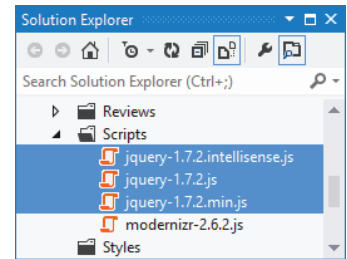 Solution Explorer
Search Solution Explorer (Ctrl+;)
Reviews
Scripts
jquery-1.7.2.intellisense.js
jquery-1.7.2.js
jquery-1.7.2.min.js
modernizr-2.6.2.js
Styles